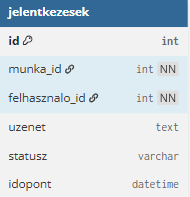 jelentkezesek
id int
munka_id int NN
felhasznalo_id int NN
uzenet text
statusz varchar
idopont datetime